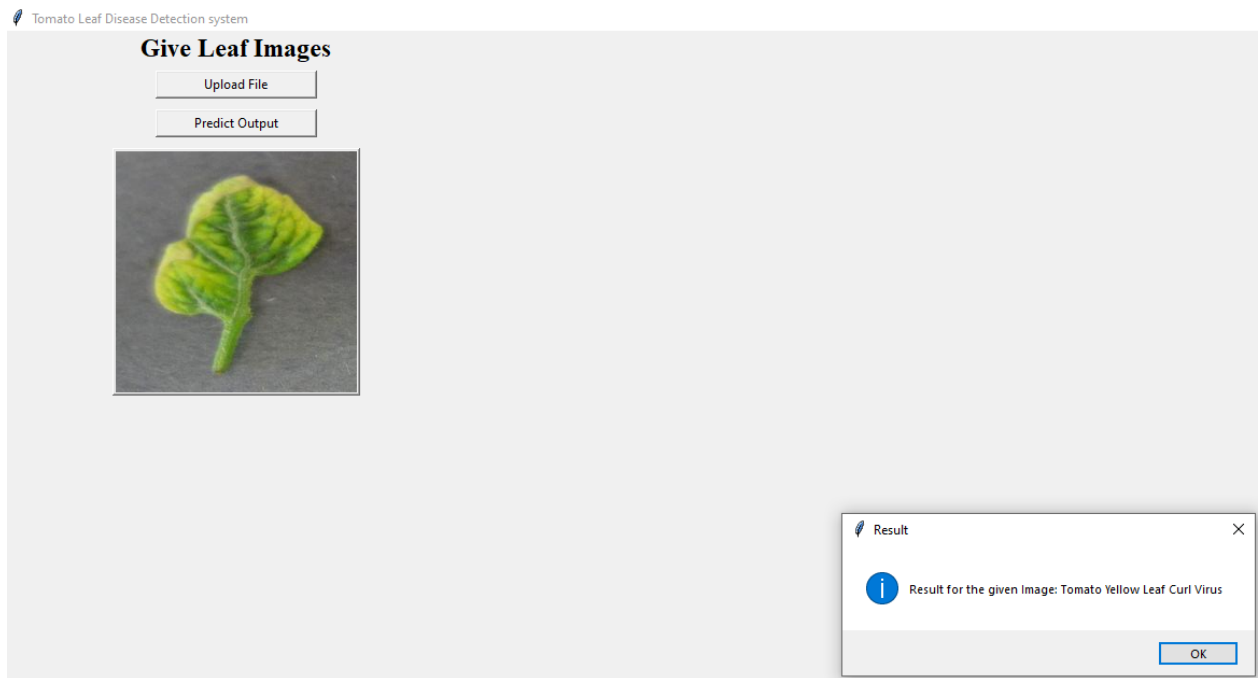 Tomato Leaf Disease Detection system
Give Leaf Images
Upload File
Predict Output
Result
Result for the given Image: Tomato Yellow Leaf Curl Virus
OK